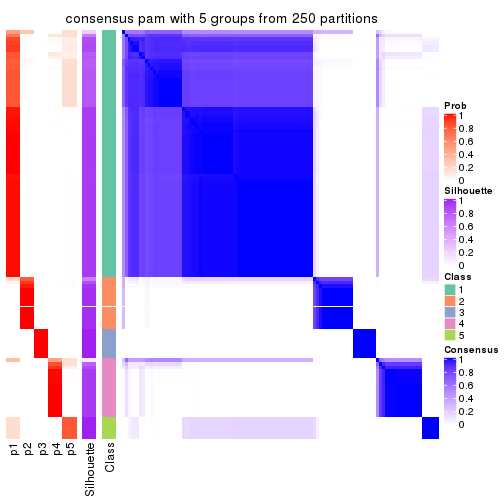 consensus pam with 5 groups from 250 partitions
Prob
1
0.8
0.6
0.4
0.2
0
Silhouette
1
0.8
0.6
0.4
0.2
0
Class
1
2
3
4
5
Consensus
1
0.8
0.6
0.4
0.2
0
p1
p2
p3
p4
p5
Silhouette
Class